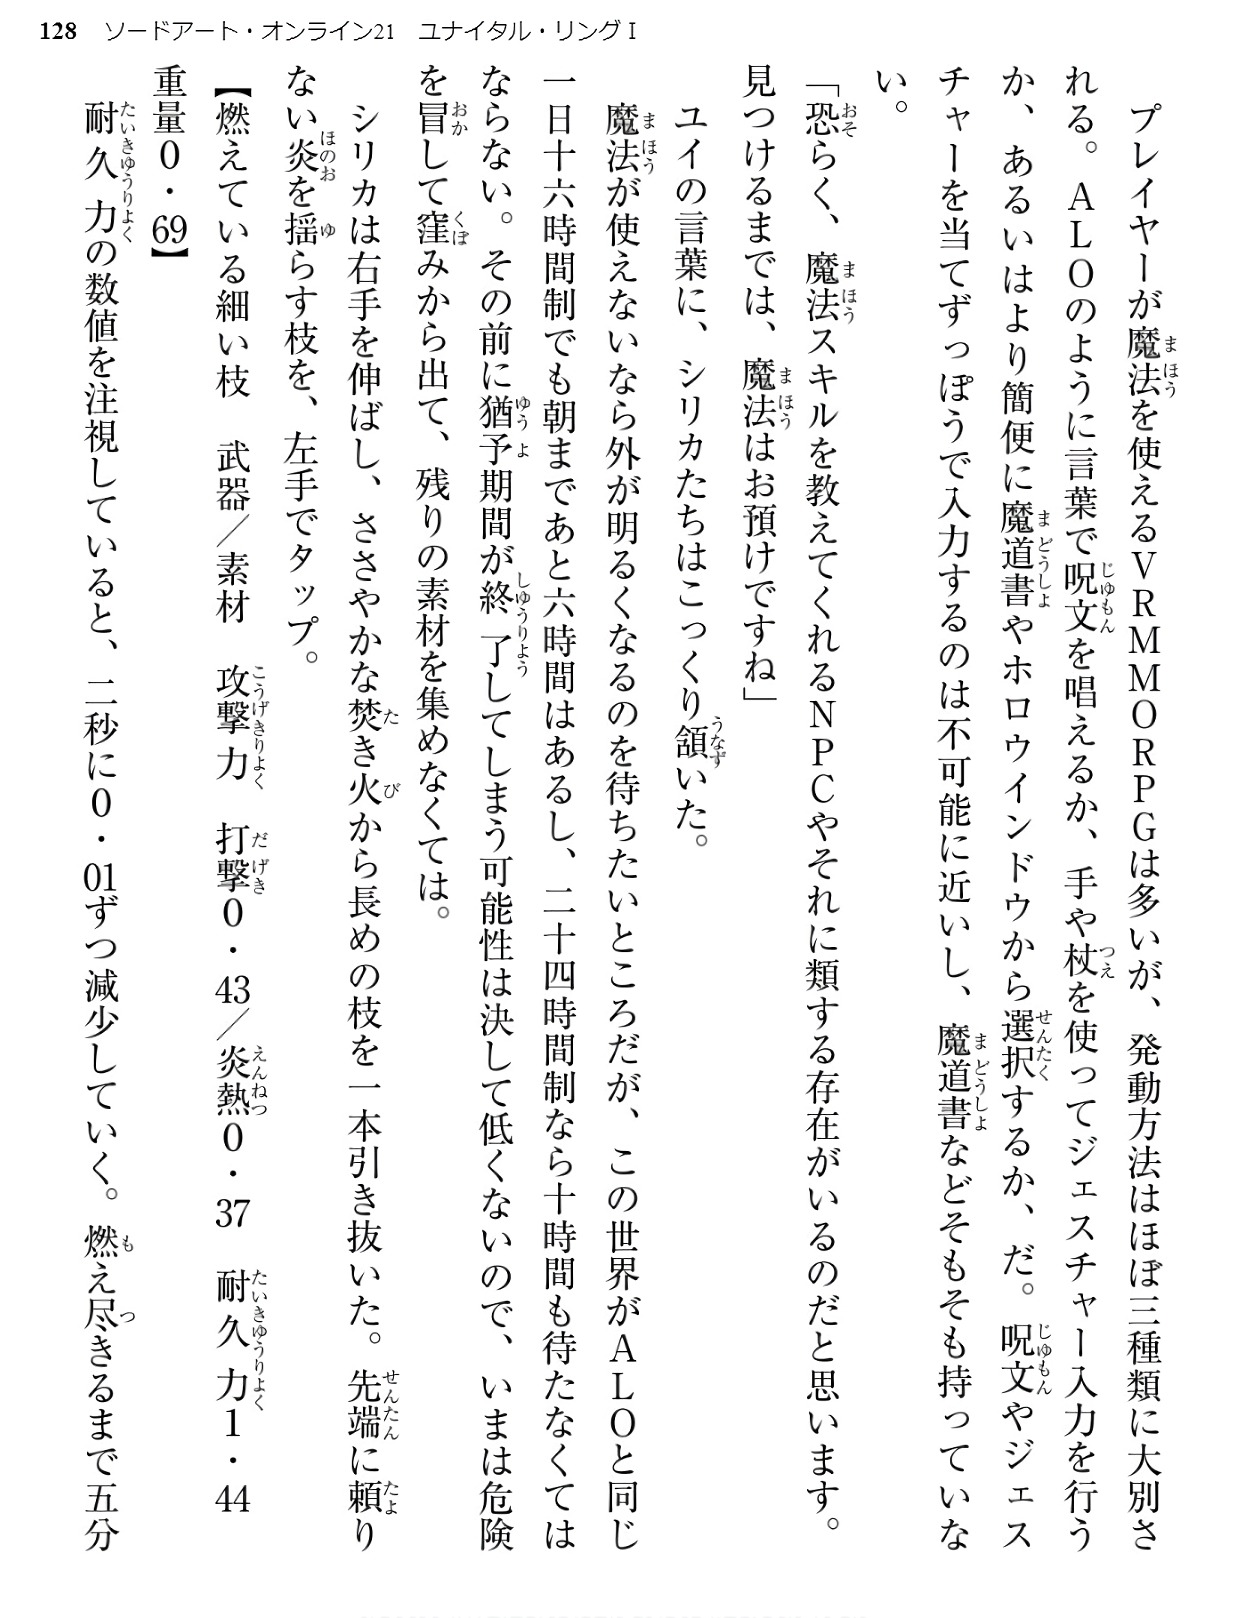 128 ソードアート・オンライン21 ユナイタル・リングⅠ
　プレイヤーが魔法を使えるＶＲＭＭＯＲＰＧは多いが、発動方法はほぼ三種類に大別さ
れる。ＡＬＯのように言葉で呪文を唱えるか、手や杖を使ってジェスチャー入力を行う
か、あるいはより簡便に魔道書やホロウインドウから選択するか、だ。呪文やジェス
チャーを当てずっぽうで入力するのは不可能に近いし、魔道書などそもそも持っていな
い。
「恐らく、魔法スキルを教えてくれるＮＰＣやそれに類する存在がいるのだと思います。
見つけるまでは、魔法はお預けですね」
　ユイの言葉に、シリカたちはこっくり頷いた。
　魔法が使えないなら外が明るくなるのを待ちたいところだが、この世界がＡＬＯと同じ
一日十六時間制でも朝まであと六時間はあるし、二十四時間制なら十時間も待たなくては
ならない。その前に猶予期間が終了してしまう可能性は決して低くないので、いまは危険
を冒して窪みから出て、残りの素材を集めなくては。
　シリカは右手を伸ばし、ささやかな焚き火から長めの枝を一本引き抜いた。先端に頼り
ない炎を揺らす枝を、左手でタップ。
【燃えている細い枝　武器／素材　攻撃力　打撃０・43／炎熱０・37　耐久力１・44
重量０・69】
　耐久力の数値を注視していると、二秒に０・01ずつ減少していく。燃え尽きるまで五分